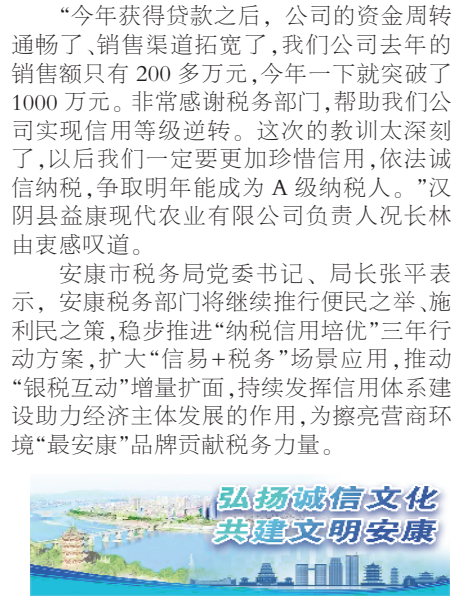 “今年获得贷款之后，公司的资金周转
通畅了、销售渠道拓宽了，我们公司去年的
销售额只有 200 多万元，今年一下就突破了
1000 万元。非常感谢税务部门，帮助我们公
司实现信用等级逆转。这次的教训太深刻
了，以后我们一定要更加珍惜信用，依法诚
信纳税，争取明年能成为 A 级纳税人。”汉
阴县益康现代农业有限公司负责人况长林
由衷感叹道。
安康市税务局党委书记、局长张平表
示，安康税务部门将继续推行便民之举、施
利民之策，稳步推进“纳税信用培优”三年行
动方案，扩大“信易+税务”场景应用，推动
“银税互动”增量扩面，持续发挥信用体系建
设助力经济主体发展的作用，为擦亮营商环
境“最安康”品牌贡献税务力量。
弘扬诚信文化
共建文明安康